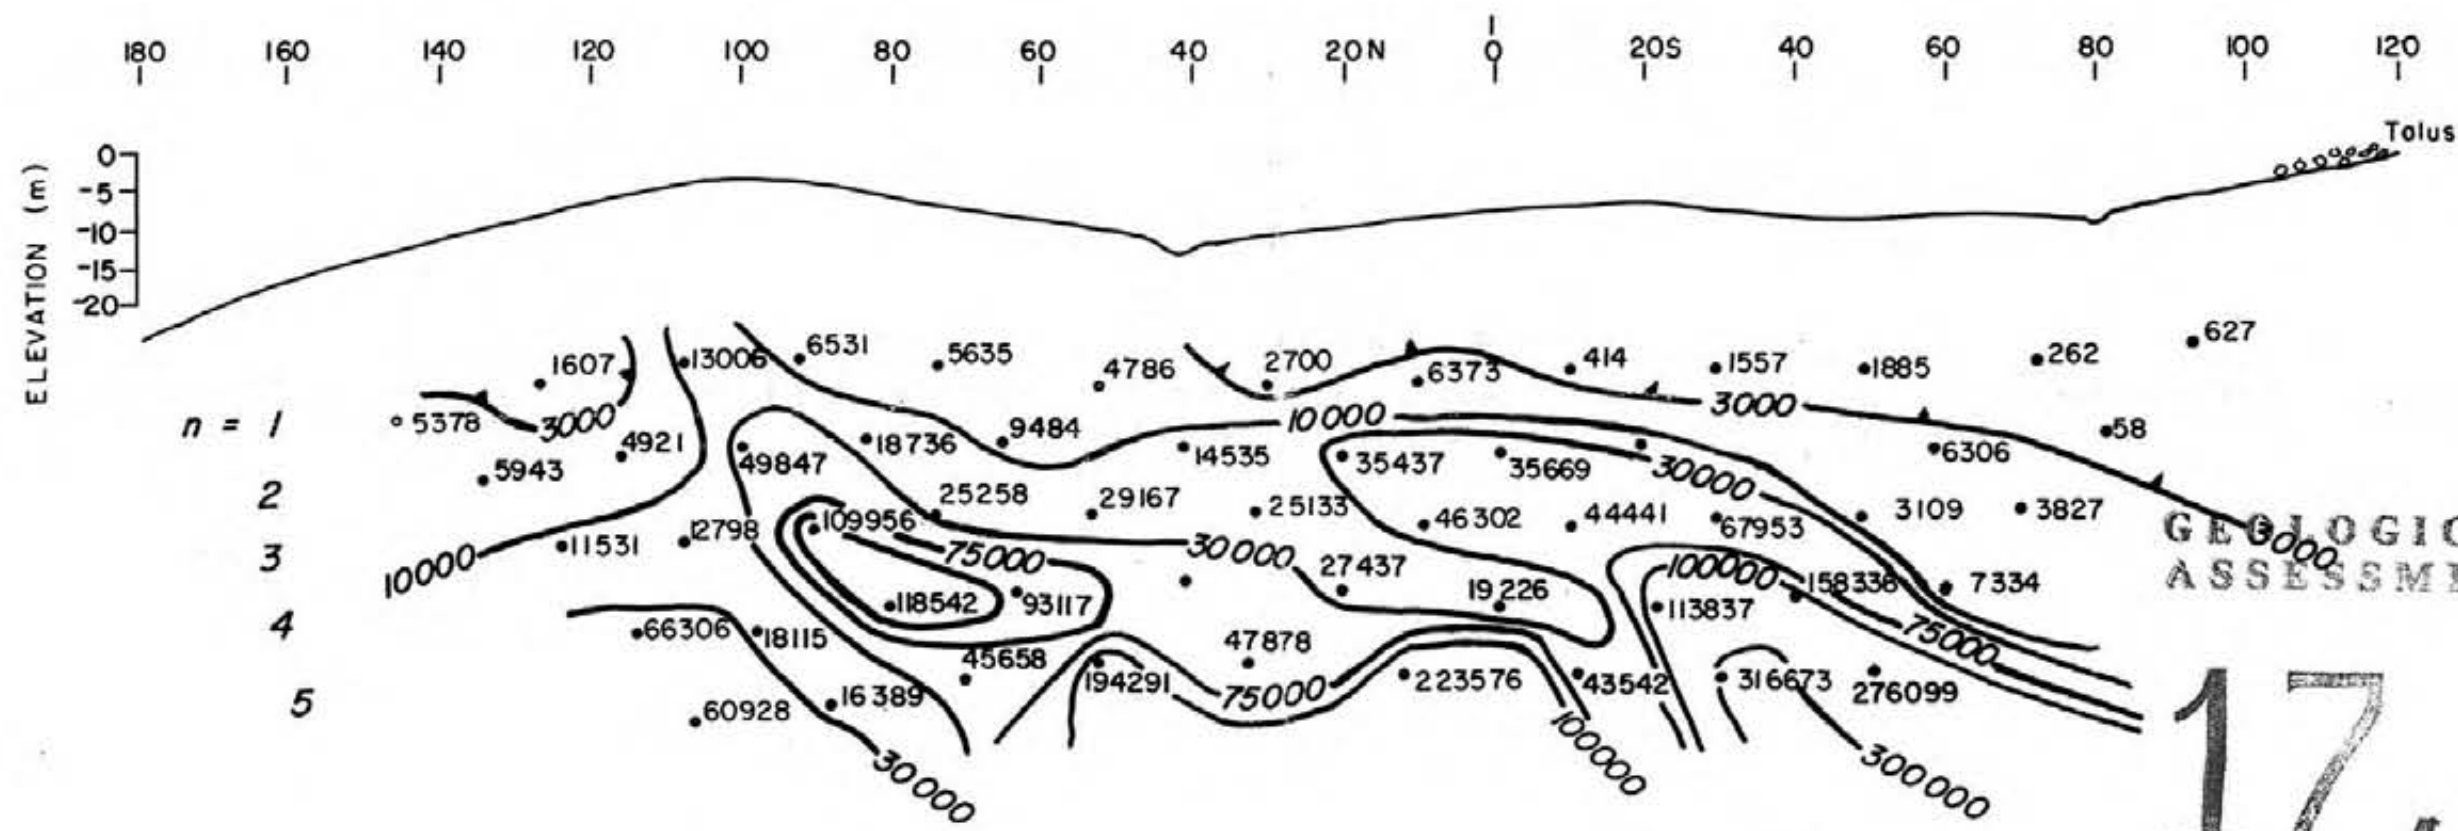 180 160 140 120 100 80 60 40 20N 0 20S 40 60 80 100 120
Talus
ELEVATION (m)
0
-5
-10
-15
-20
627
1607 13006 6531 5635 4786 2700 6373 414 1557 1885 262
n = 1 5378 3000 10000 3000 58
4921 49847 18736 9484 14535 35437 35669 30000 6306
2 5943 25258 29167 25133 46302 44441 67953 3109 3827
3 10000 11531 12798 109956 75000 30000 27437 100000 158338 7334 3000
GEOLOGIC
ASSESSM
4 66306 18115 118542 93117 47878 19226 113837 75000
5 60928 16389 45658 194291 75000 223576 43542 316673 276099
30000 100000 300000
17